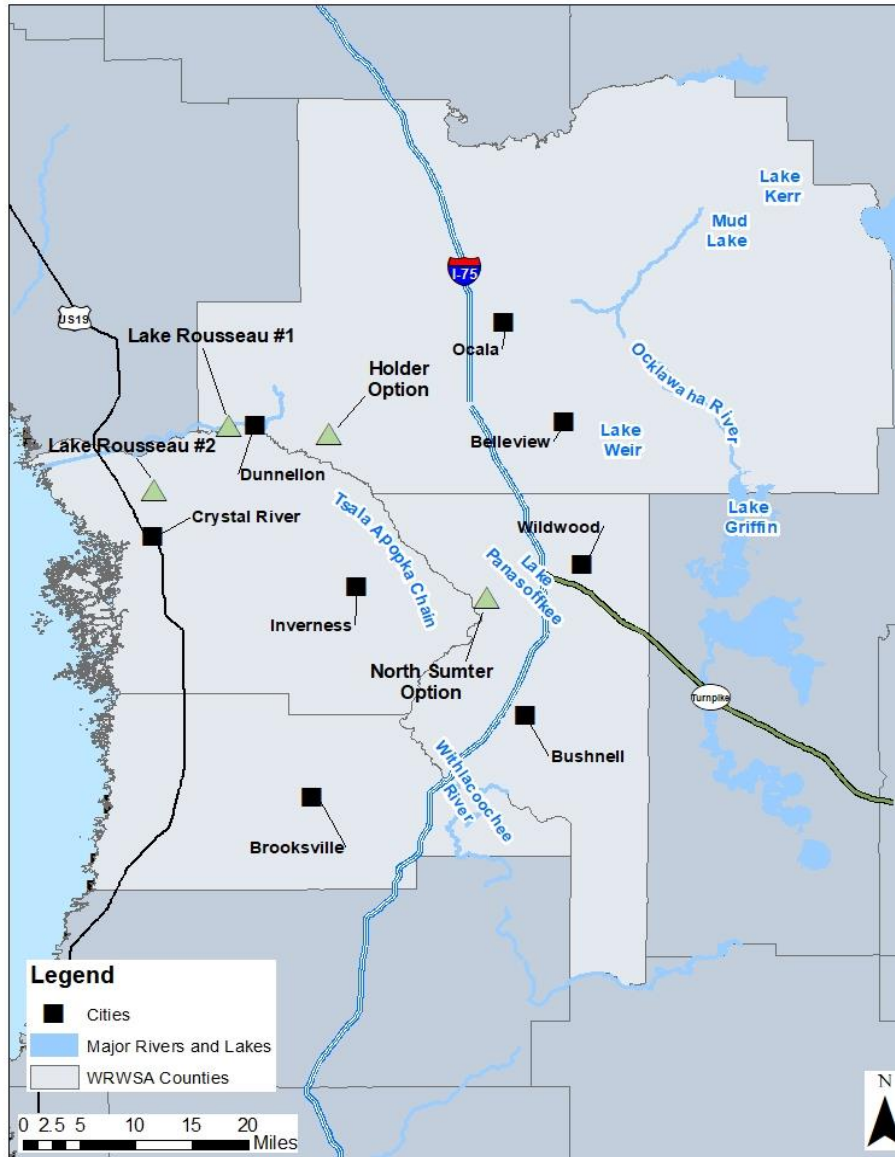 Lake
Kerr
Mud
Lake
I-75
US19
Lake Rousseau #1
Ocala
Holder
Option
Ocklawaha River
Belleview
Lake
Weir
Lake Rousseau #2
Dunnellon
Crystal River
Tsala Apopka Chain
Lake
Griffin
Wildwood
Lake
Panasoffkee
Inverness
North Sumter
Option
Turnpike
Bushnell
Withlacoochee
River
Brooksville
Legend
Cities
Major Rivers and Lakes
WRWSA Counties
0 2.5 5 10 15 20
Miles
N